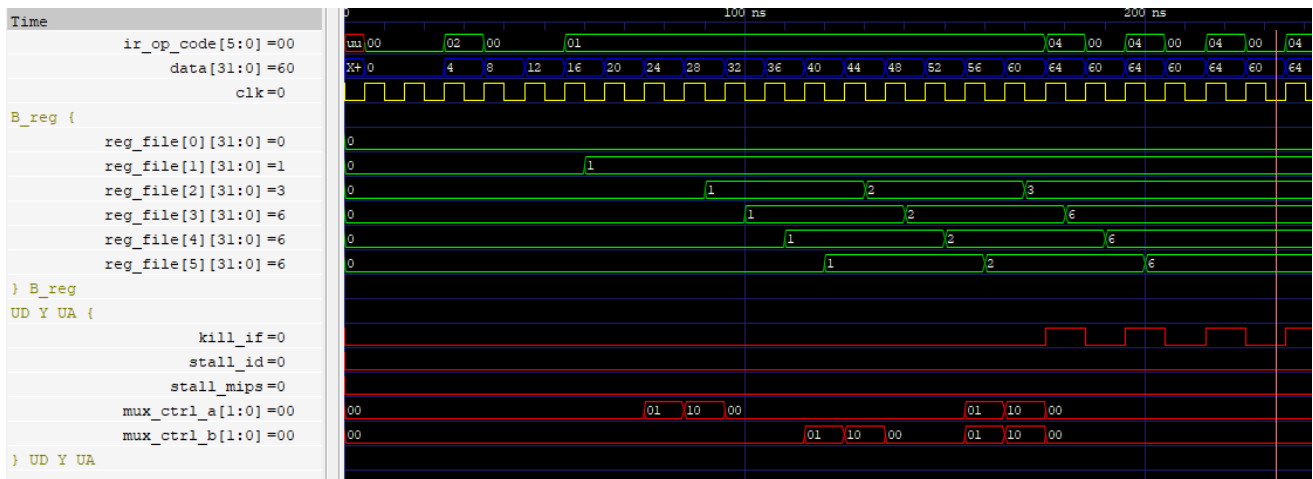 Time 0 100 ns 200 ns
ir_op_code[5:0]=00 uu 00 02 00 01 04 00 04 00 04 00 04
data[31:0]=60 X+ 0 4 8 12 16 20 24 28 32 36 40 44 48 52 56 60 64 60 64 60 64 60 64
clk=0
B_reg {
reg_file[0][31:0]=0 0
reg_file[1][31:0]=1 0 1
reg_file[2][31:0]=3 0 1 2 3
reg_file[3][31:0]=6 0 1 2 6
reg_file[4][31:0]=6 0 1 2 6
reg_file[5][31:0]=6 0 1 2 6
} B_reg
UD Y UA {
kill_if=0
stall_id=0
stall_mips=0
mux_ctrl_a[1:0]=00 00 01 10 00 01 10 00
mux_ctrl_b[1:0]=00 00 01 10 00 01 10 00
} UD Y UA